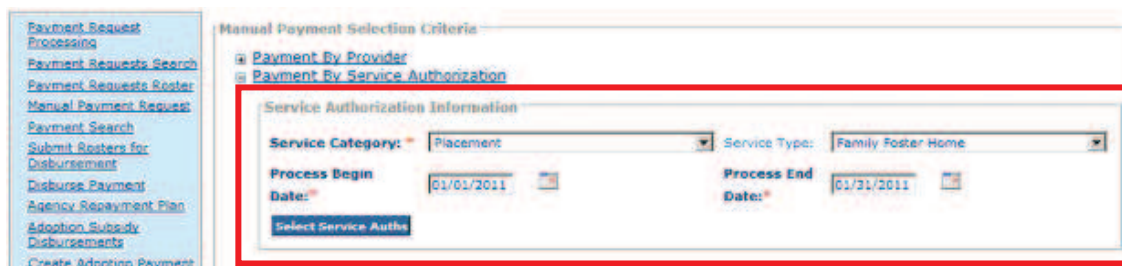 Payment Request
Processing
Payment Requests Search
Payment Requests Roster
Manual Payment Request
Payment Search
Submit Rosters for
Disbursement
Disburse Payment
Agency Repayment Plan
Adoption Subsidy
Disbursements
Create Adoption Payment
Manual Payment Selection Criteria
Payment By Provider
Payment By Service Authorization
Service Authorization Information
Service Category: * Placement Service Type: Family Foster Home
Process Begin Process End
Date:* 01/01/2011 Date:* 01/31/2011
Select Service Auths